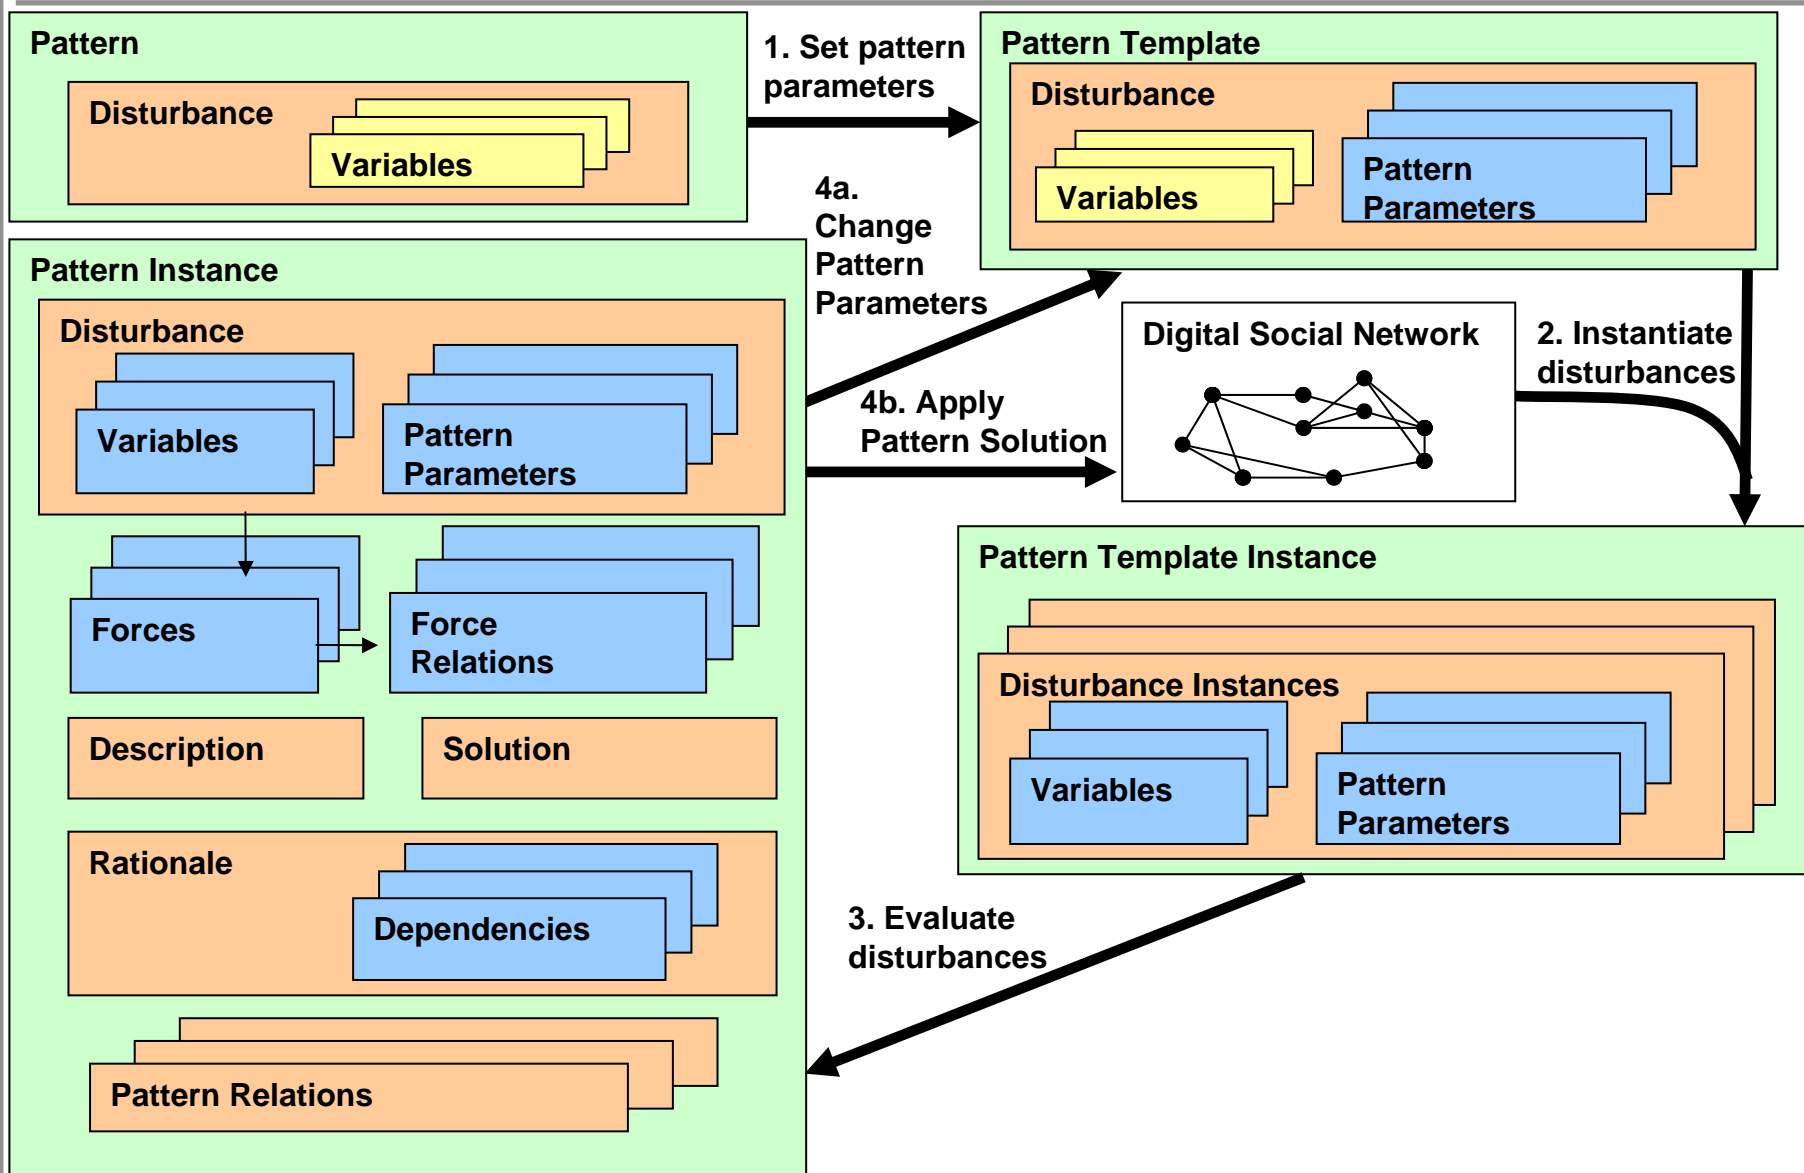 Pattern
Disturbance
Variables
1. Set pattern
parameters
Pattern Template
Disturbance
Variables
Pattern
Parameters
4a.
Change
Pattern
Parameters
Pattern Instance
Disturbance
Variables
Pattern
Parameters
4b. Apply
Pattern Solution
Digital Social Network
2. Instantiate
disturbances
Forces
Force
Relations
Description
Solution
Rationale
Dependencies
Pattern Relations
Pattern Template Instance
Disturbance Instances
Variables
Pattern
Parameters
3. Evaluate
disturbances